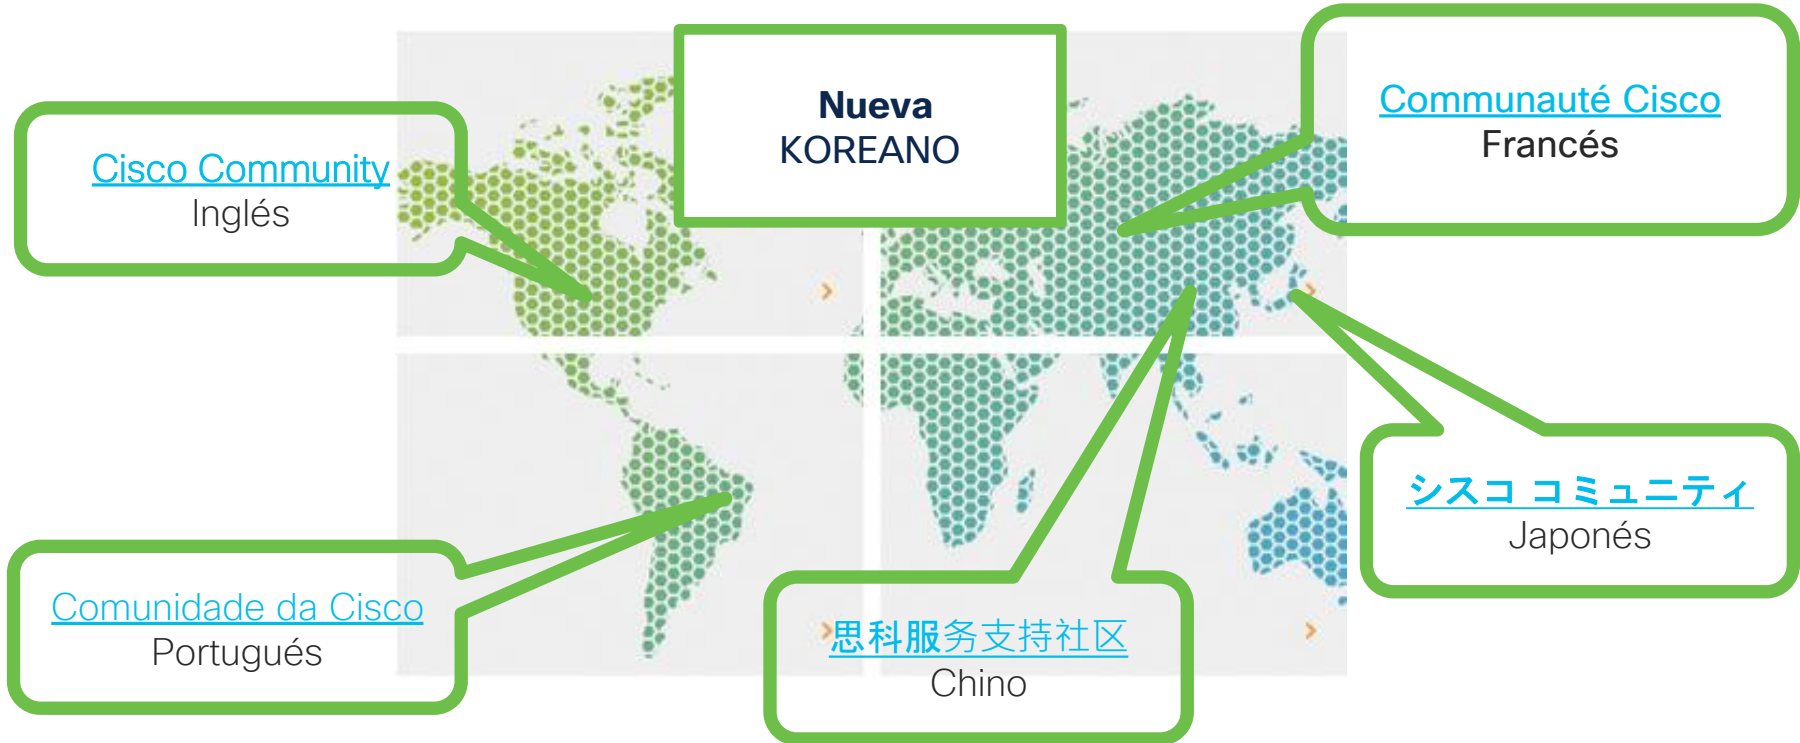 Nueva
KOREANO
Communauté Cisco
Francés
Cisco Community
Inglés
シスコ コミュニティ
Japonés
Comunidade da Cisco
Portugués
思科服务支持社区
Chino